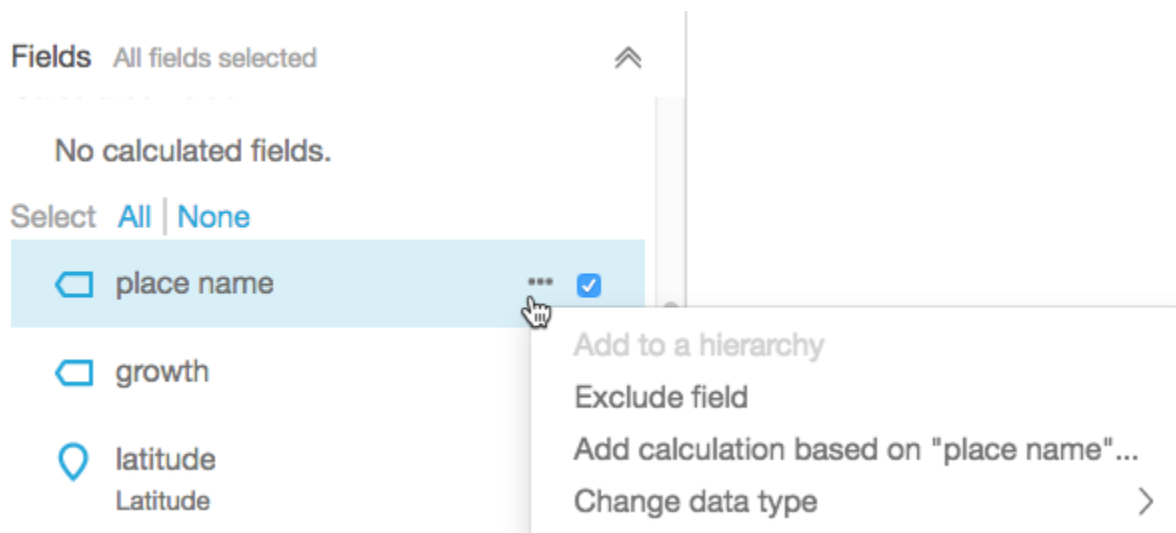 Fields All fields selected
No calculated fields.
Select All | None
place name
growth
latitude
Latitude
Add to a hierarchy
Exclude field
Add calculation based on "place name"...
Change data type